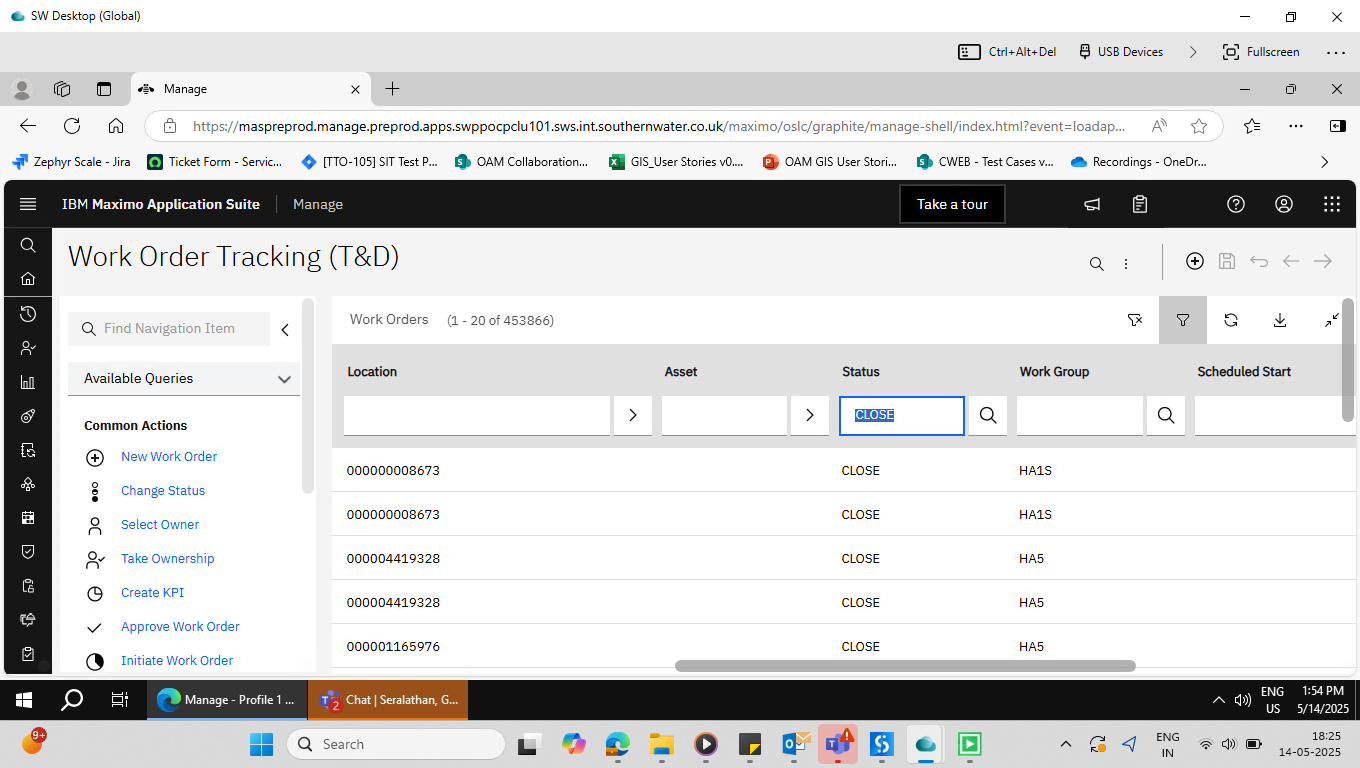 SW Desktop (Global)
Ctrl+Alt+Del
USB Devices
Fullscreen
Manage
https://maspreprod.manage.preprod.apps.swppocpclu101.sws.int.southernwater.co.uk/maximo/oslc/graphite/manage-shell/index.html?event=loadap...
Zephyr Scale - Jira
Ticket Form - Servic...
[TTO-105] SIT Test P...
OAM Collaboration...
GIS_User Stories v0....
OAM GIS User Stori...
CWEB - Test Cases v...
Recordings - OneDr...
IBM Maximo Application Suite
Manage
Take a tour
Work Order Tracking (T&D)
Find Navigation Item
Available Queries
Common Actions
New Work Order
Change Status
Select Owner
Take Ownership
Create KPI
Approve Work Order
Initiate Work Order
Work Orders (1 - 20 of 453866)
Location Asset Status Work Group Scheduled Start
CLOSE
000000008673 CLOSE HA1S
000000008673 CLOSE HA1S
000004419328 CLOSE HA5
000004419328 CLOSE HA5
000001165976 CLOSE HA5
Manage - Profile 1 ...
2
Chat | Seralathan, G...
ENG
US
1:54 PM
5/14/2025
9+
Search
ENG
IN
18:25
14-05-2025